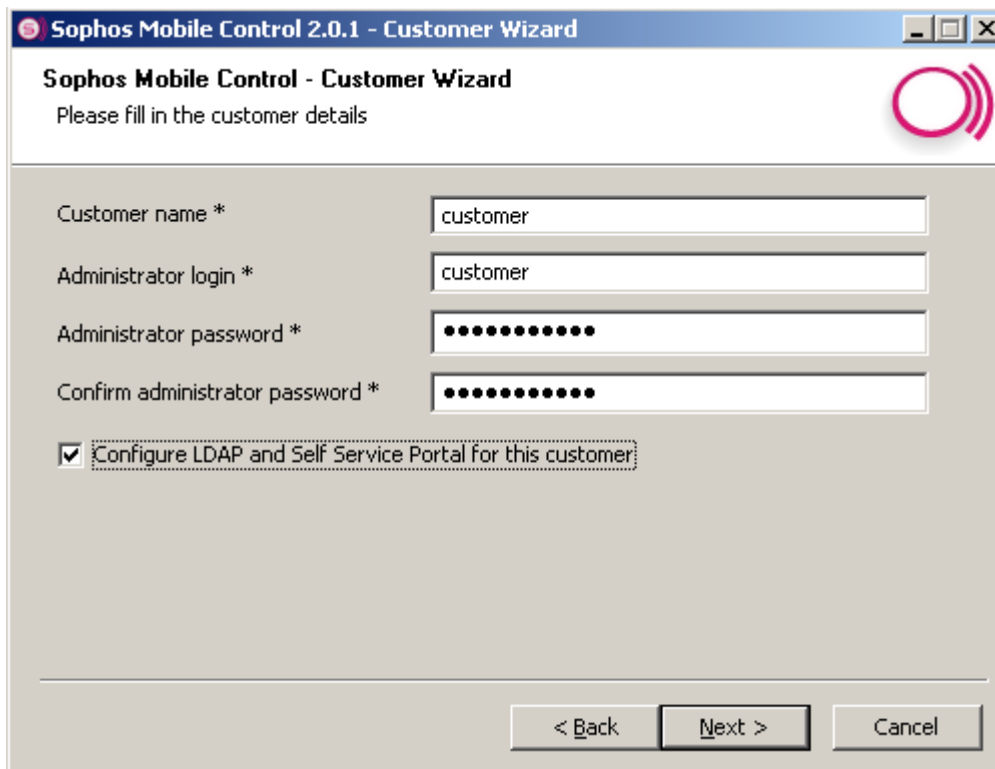 Sophos Mobile Control 2.0.1 - Customer Wizard
Sophos Mobile Control - Customer Wizard
Please fill in the customer details
Customer name *
customer
Administrator login *
customer
Administrator password *
●●●●●●●●●●●
Confirm administrator password *
●●●●●●●●●●●
Configure LDAP and Self Service Portal for this customer
< Back
Next >
Cancel